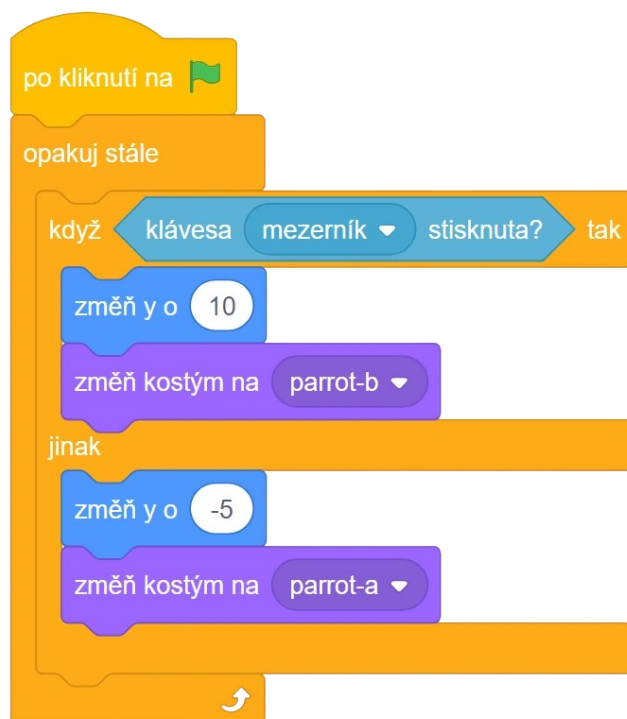 po kliknutí na
opakuj stále
když klávesa mezerník stisknuta? tak
změň y o 10
změň kostým na parrot-b
jinak
změň y o -5
změň kostým na parrot-a